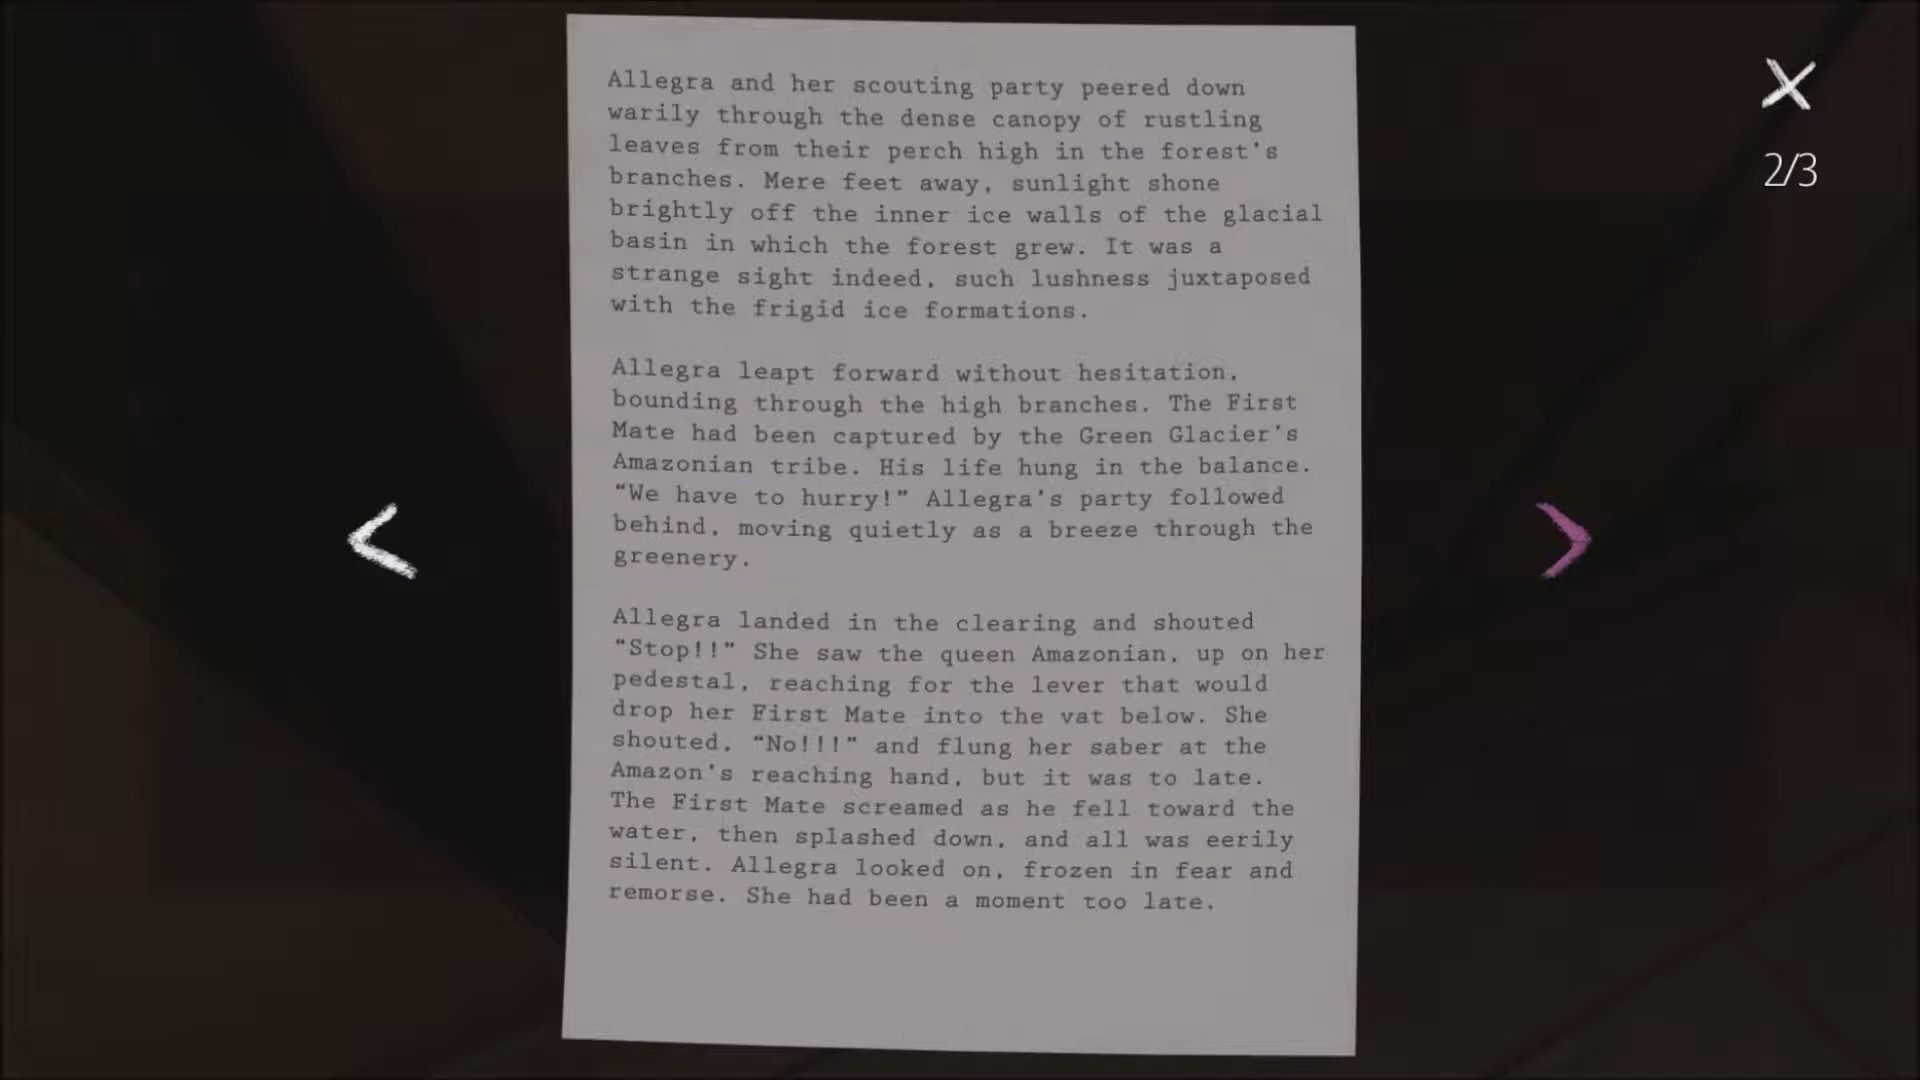 Allegra and her scouting party peered down
warily through the dense canopy of rustling
leaves from their perch high in the forest's
branches. Mere feet away, sunlight shone
brightly off the inner ice walls of the glacial
basin in which the forest grew. It was a
strange sight indeed, such lushness juxtaposed
with the frigid ice formations.

Allegra leapt forward without hesitation,
bounding through the high branches. The First
Mate had been captured by the Green Glacier's
Amazonian tribe. His life hung in the balance.
“We have to hurry!” Allegra's party followed
behind, moving quietly as a breeze through the
greenery.

Allegra landed in the clearing and shouted
“Stop!!” She saw the queen Amazonian, up on her
pedestal, reaching for the lever that would
drop her First Mate into the vat below. She
shouted, “No!!!” and flung her saber at the
Amazon's reaching hand, but it was to late.
The First Mate screamed as he fell toward the
water, then splashed down, and all was eerily
silent. Allegra looked on, frozen in fear and
remorse. She had been a moment too late.
2/3